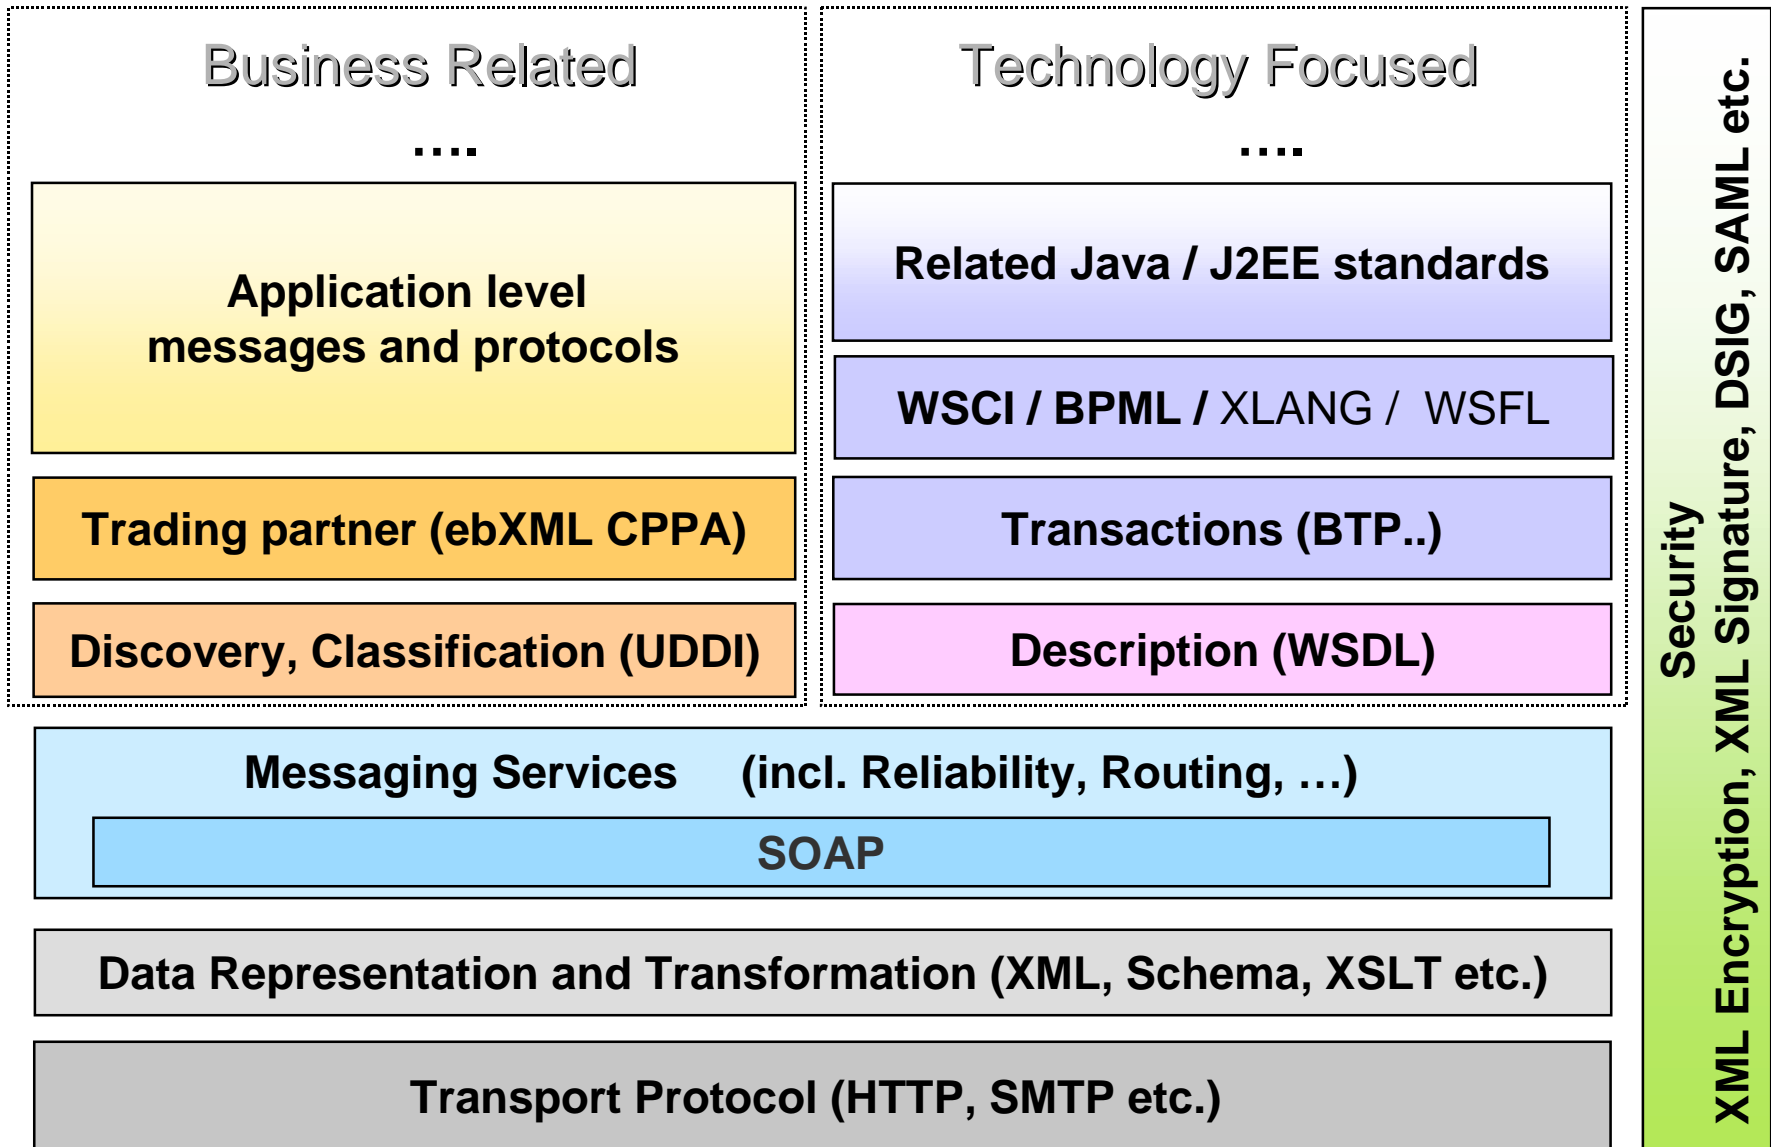 Business Related
....
Application level
messages and protocols
Trading partner (ebXML CPPA)
Discovery, Classification (UDDI)
Technology Focused
....
Related Java / J2EE standards
WSCI / BPML / XLANG / WSFL
Transactions (BTP..)
Description (WSDL)
Messaging Services (incl. Reliability, Routing, …)
SOAP
Data Representation and Transformation (XML, Schema, XSLT etc.)
Transport Protocol (HTTP, SMTP etc.)
Security
XML Encryption, XML Signature, DSIG, SAML etc.